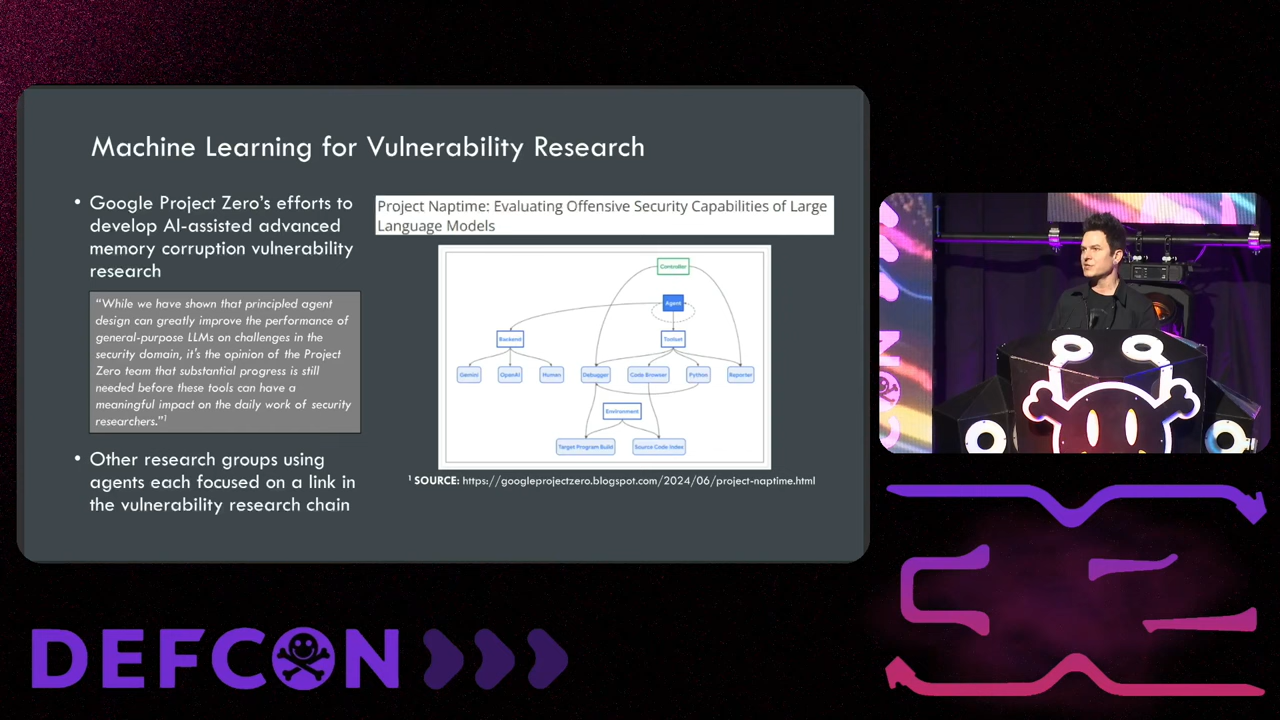 Machine Learning for Vulnerability Research
• Google Project Zero's efforts to
develop AI-assisted advanced
memory corruption vulnerability
research
"While we have shown that principled agent
design can greatly improve the performance of
general-purpose LLMs on challenges in the
security domain, it's the opinion of the Project
Zero team that substantial progress is still
needed before these tools can have a
meaningful impact on the daily work of security
researchers."¹
• Other research groups using
agents each focused on a link in
the vulnerability research chain
Project Naptime: Evaluating Offensive Security Capabilities of Large
Language Models
Controller
Agent
Backend
Toolset
Gemini
OpenAI
Human
Debugger
Code Browser
Python
Reporter
Environment
Target Program Build
Source Code Index
¹ SOURCE: https://googleprojectzero.blogspot.com/2024/06/project-naptime.html
DEFCON